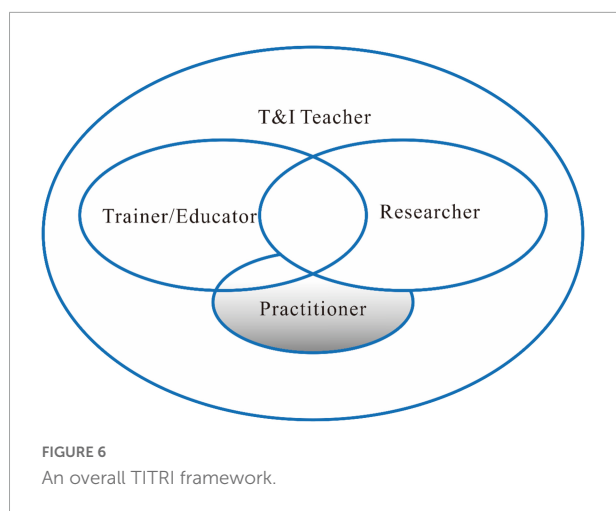 T&I Teacher
Trainer/Educator
Researcher
Practitioner
FIGURE 6
An overall TITRI framework.